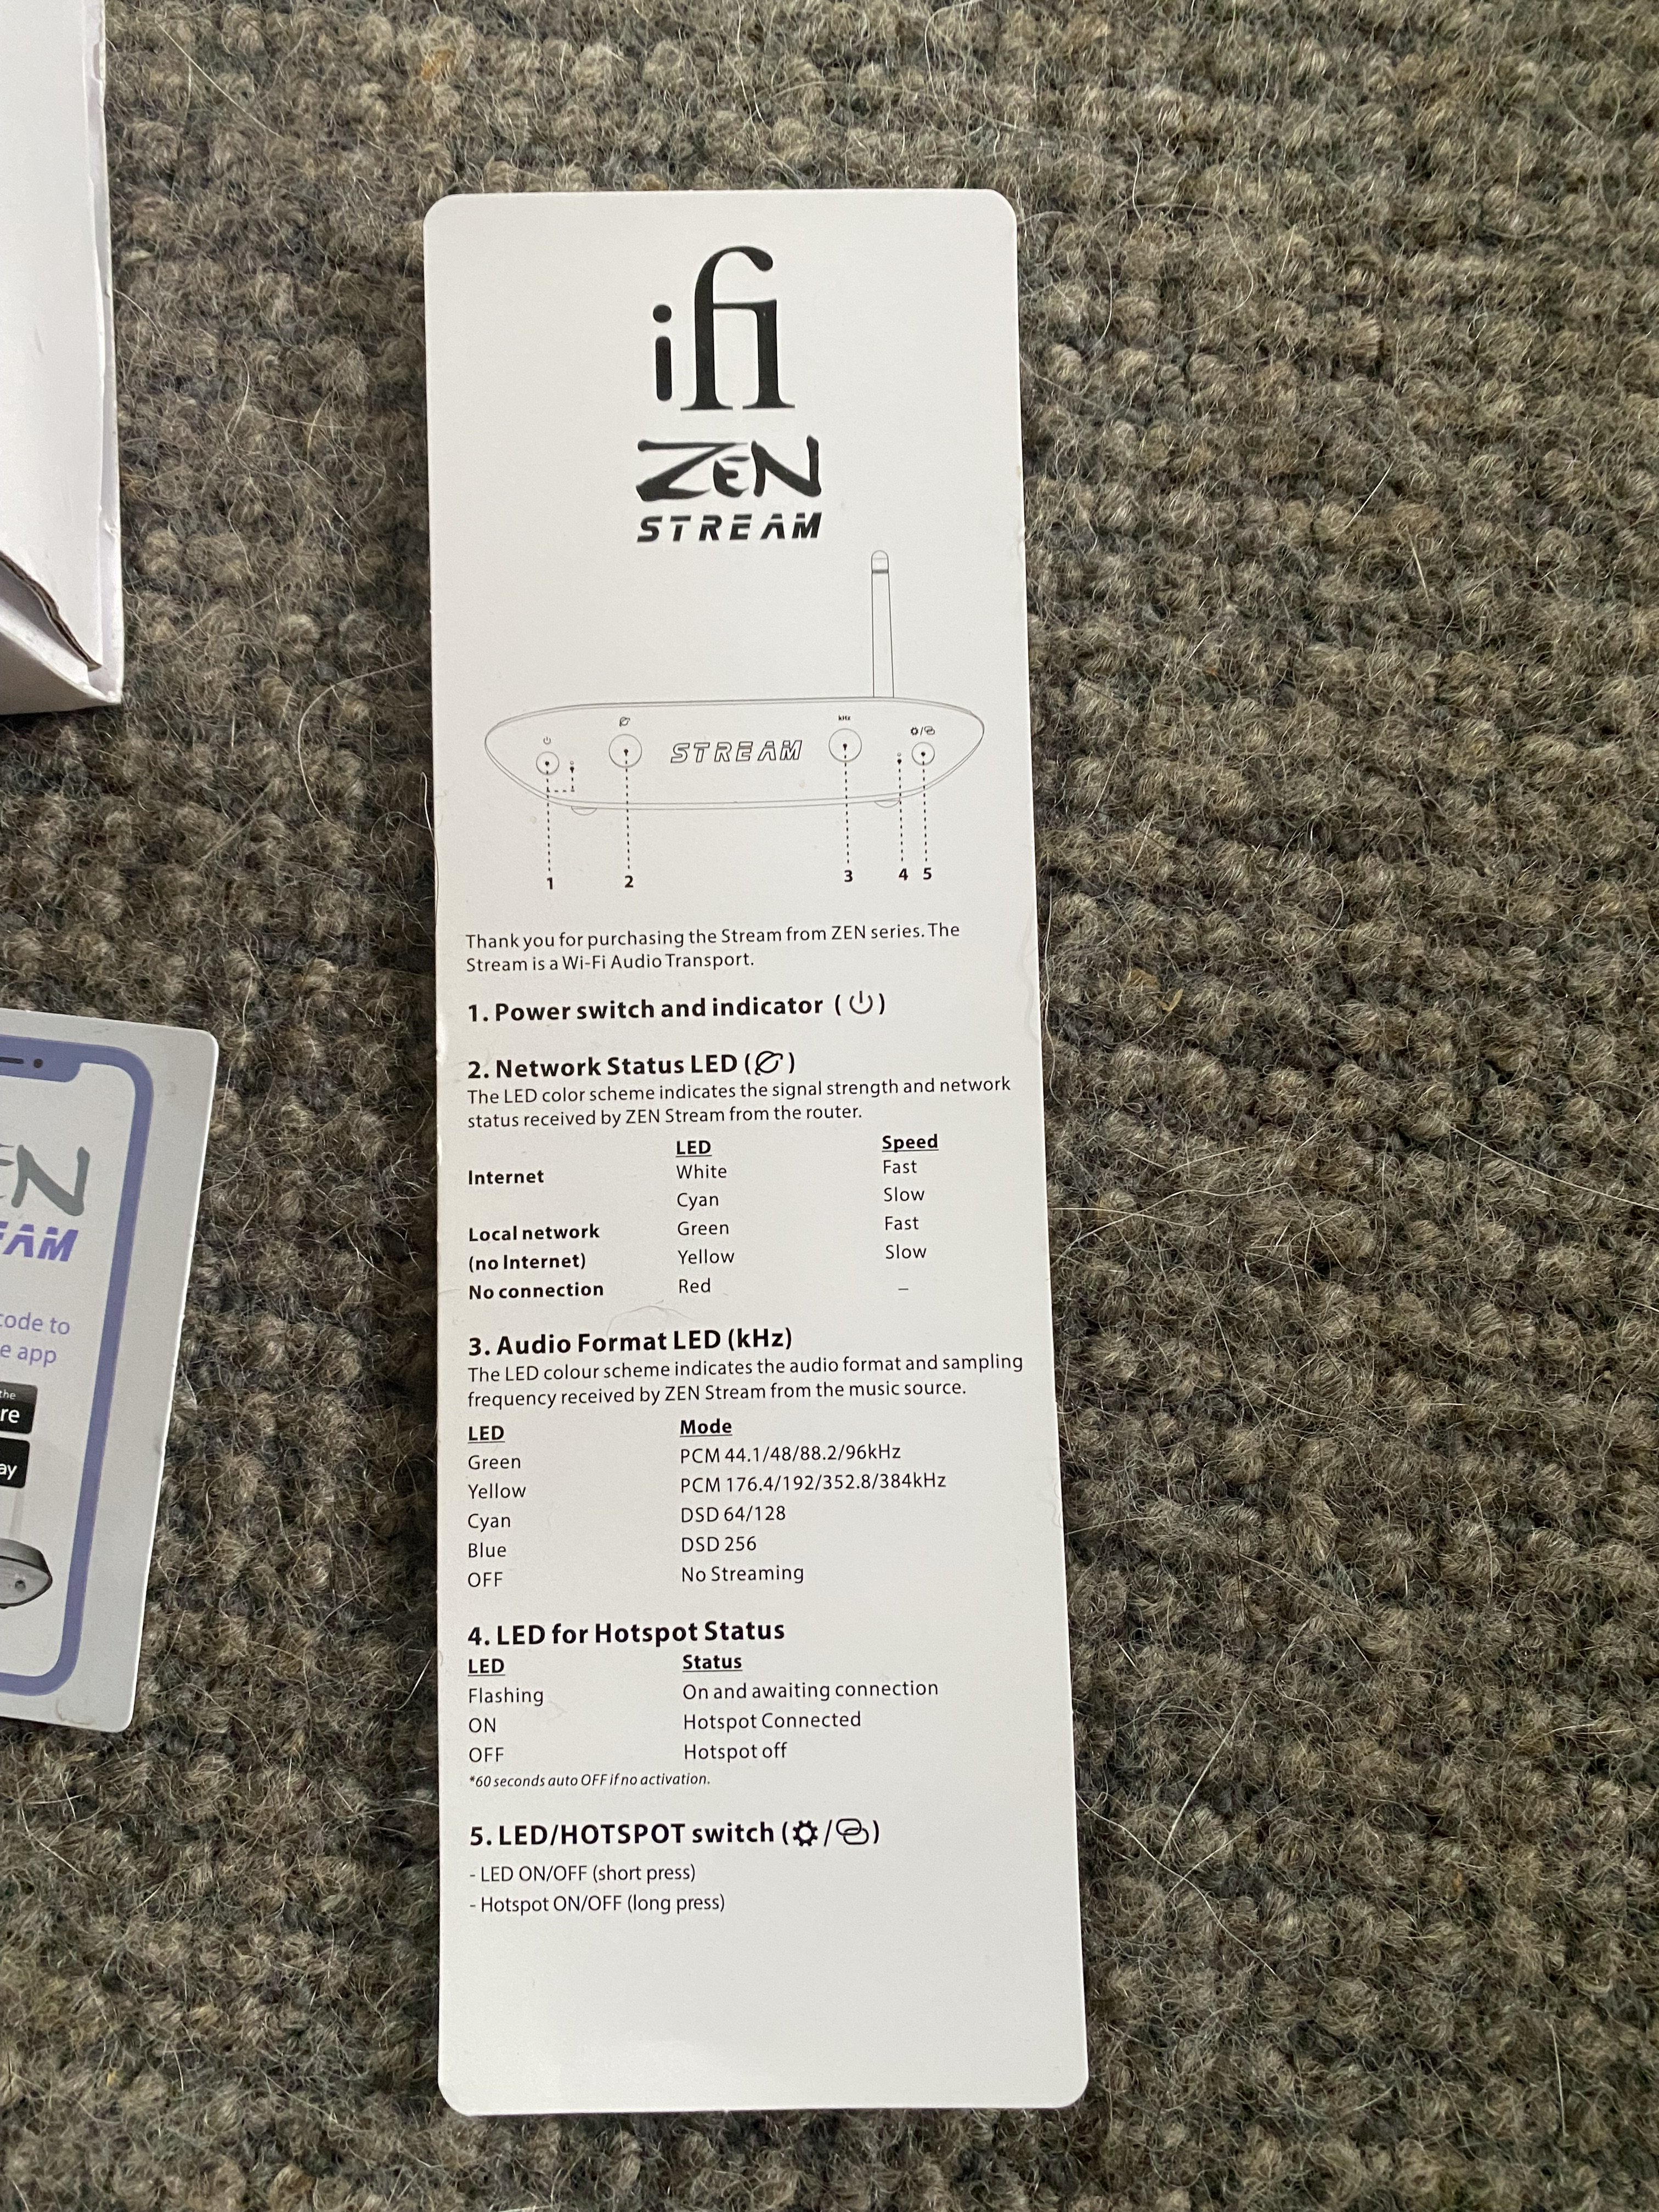 ifi
ZEN
STREAM
kHz
STREAM
1 2 3 4 5
Thank you for purchasing the Stream from ZEN series. The
Stream is a Wi-Fi Audio Transport.
1. Power switch and indicator ( )
2. Network Status LED ( )
The LED color scheme indicates the signal strength and network
status received by ZEN Stream from the router.
LED Speed
Internet White Fast
Cyan Slow
Local network Green Fast
(no Internet) Yellow Slow
No connection Red –
3. Audio Format LED (kHz)
The LED colour scheme indicates the audio format and sampling
frequency received by ZEN Stream from the music source.
LED Mode
Green PCM 44.1/48/88.2/96kHz
Yellow PCM 176.4/192/352.8/384kHz
Cyan DSD 64/128
Blue DSD 256
OFF No Streaming
4. LED for Hotspot Status
LED Status
Flashing On and awaiting connection
ON Hotspot Connected
OFF Hotspot off
*60 seconds auto OFF if no activation.
5. LED/HOTSPOT switch ( / )
- LED ON/OFF (short press)
- Hotspot ON/OFF (long press)
EN
EAM
code to
e app
the
re
ay